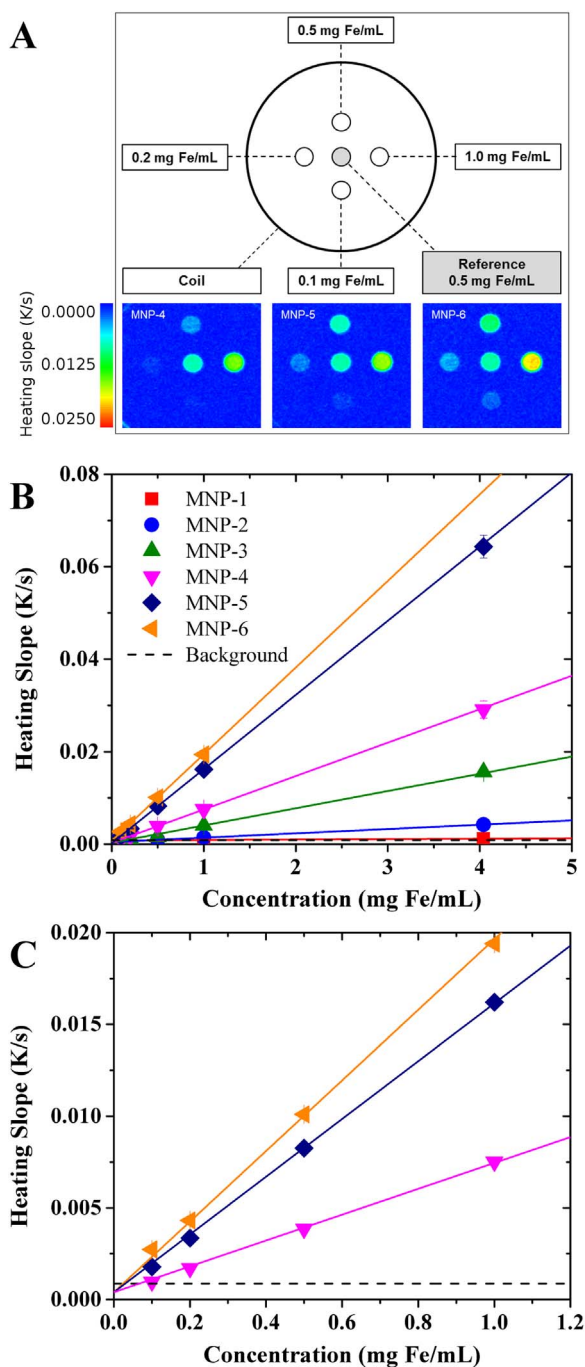 A
0.5 mg Fe/mL
0.2 mg Fe/mL
1.0 mg Fe/mL
Coil
0.1 mg Fe/mL
Reference
0.5 mg Fe/mL
Heating slope (K/s)
0.0000
0.0125
0.0250
MNP-4
MNP-5
MNP-6
B
Heating Slope (K/s)
0.08
0.06
0.04
0.02
0.00
MNP-1
MNP-2
MNP-3
MNP-4
MNP-5
MNP-6
Background
0 1 2 3 4 5
Concentration (mg Fe/mL)
C
Heating Slope (K/s)
0.020
0.015
0.010
0.005
0.000
0.0 0.2 0.4 0.6 0.8 1.0 1.2
Concentration (mg Fe/mL)